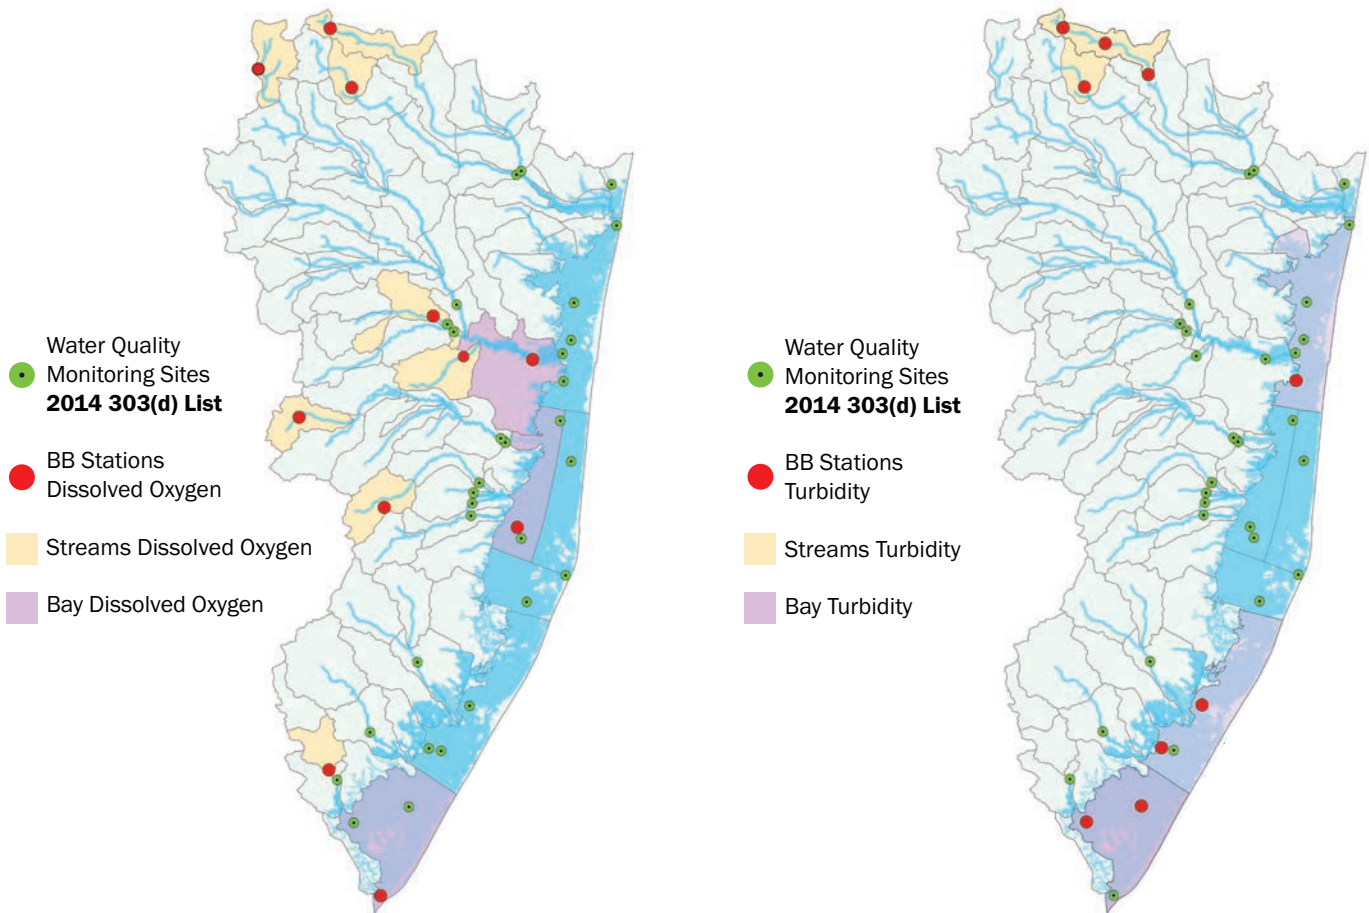 Water Quality
Monitoring Sites
2014 303(d) List
BB Stations
Dissolved Oxygen
Streams Dissolved Oxygen
Bay Dissolved Oxygen
Water Quality
Monitoring Sites
2014 303(d) List
BB Stations
Turbidity
Streams Turbidity
Bay Turbidity